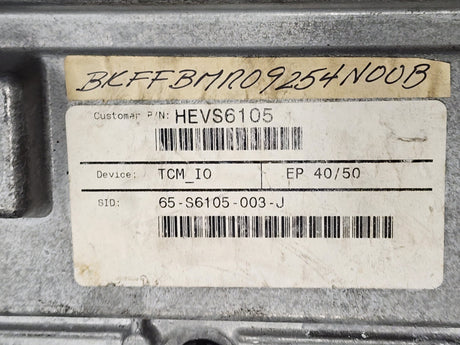 BKFFBMR09254N00B
Customer P/N: HEVS6105
Device: TCM_IO EP 40/50
SID: 65-S6105-003-J